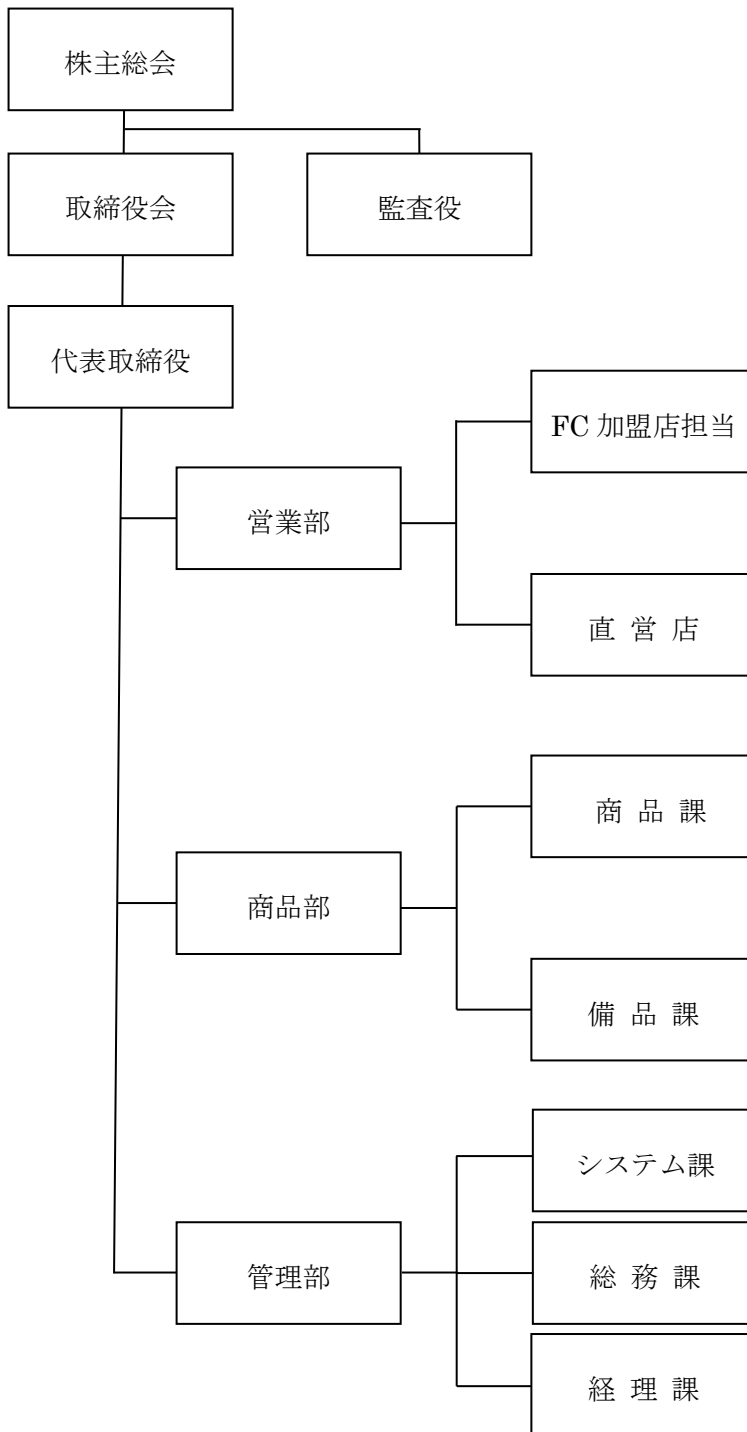 株主総会
取締役会
監査役
代表取締役
FC 加盟店担当
営業部
直 営 店
商 品 課
商品部
備 品 課
システム課
管理部
総 務 課
経 理 課